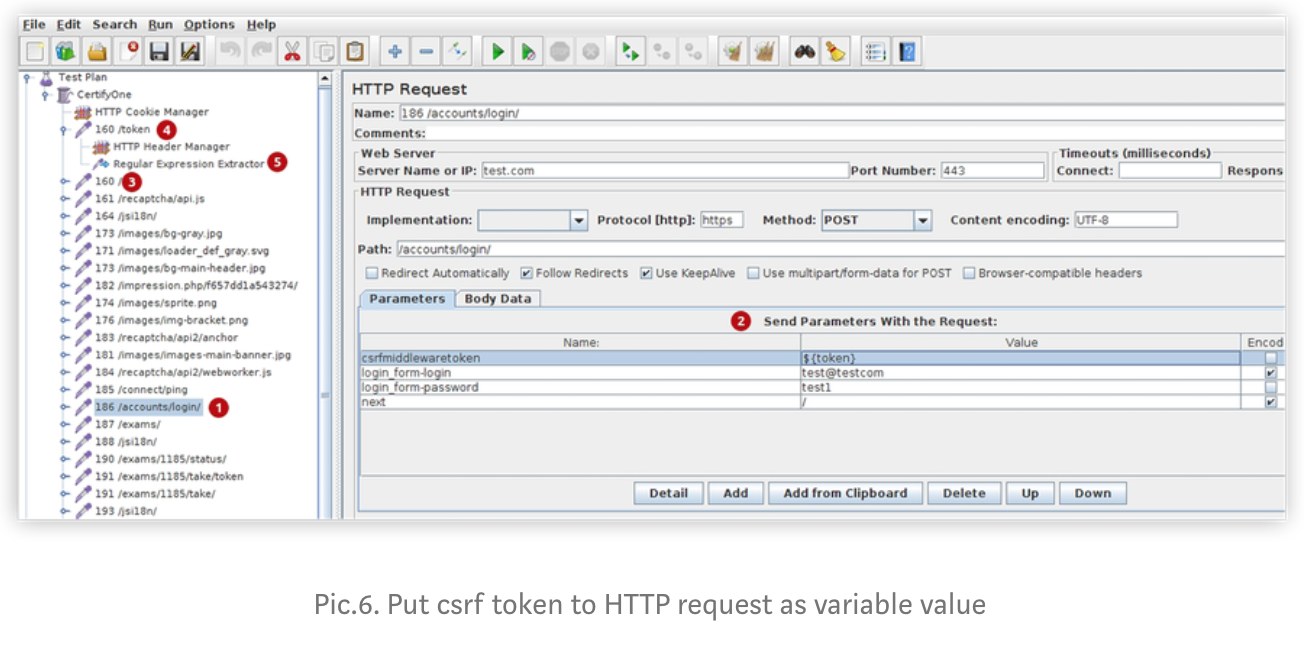 File Edit Search Run Options Help
Test Plan
CertifyOne
HTTP Cookie Manager
160 /token 4
HTTP Header Manager
Regular Expression Extractor 5
160 / 3
161 /recaptcha/api.js
164 /jsi18n/
173 /images/bg-gray.jpg
171 /images/loader_def_gray.svg
173 /images/bg-main-header.jpg
182 /impression.php/f657dd1a543274/
174 /images/sprite.png
176 /images/img-bracket.png
183 /recaptcha/api2/anchor
181 /images/images-main-banner.jpg
184 /recaptcha/api2/webworker.js
185 /connect/ping
186 /accounts/login/ 1
187 /exams/
188 /jsi18n/
190 /exams/1185/status/
191 /exams/1185/take/token
191 /exams/1185/take/
193 /jsi18n/
HTTP Request
Name: 186 /accounts/login/
Comments:
Web Server
Server Name or IP: test.com Port Number: 443
Timeouts (milliseconds)
Connect: Respons
HTTP Request
Implementation: Protocol [http]: https Method: POST Content encoding: UTF-8
Path: /accounts/login/
Redirect Automatically Follow Redirects Use KeepAlive Use multipart/form-data for POST Browser-compatible headers
Parameters Body Data
2 Send Parameters With the Request:
Name: Value Encod
csrfmiddlewaretoken ${token}
login_form-login test@testcom
login_form-password test1
next /
Detail Add Add from Clipboard Delete Up Down
Pic.6. Put csrf token to HTTP request as variable value